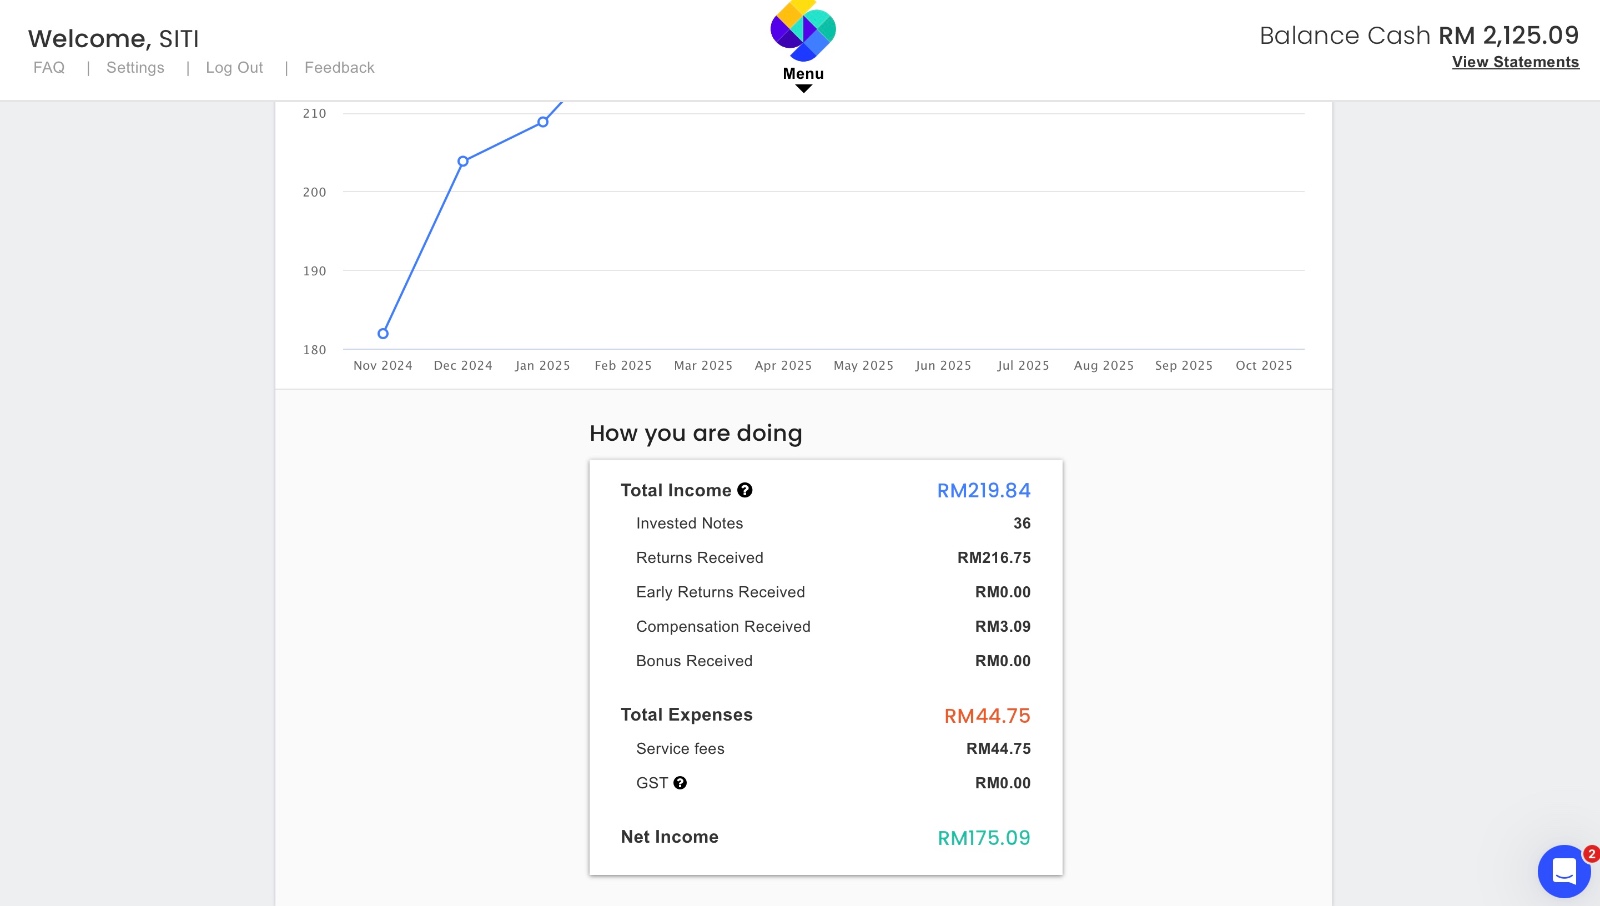 Welcome, SITI
FAQ | Settings | Log Out | Feedback
Menu
Balance Cash RM 2,125.09
View Statements
210
200
190
180
Nov 2024 Dec 2024 Jan 2025 Feb 2025 Mar 2025 Apr 2025 May 2025 Jun 2025 Jul 2025 Aug 2025 Sep 2025 Oct 2025
How you are doing
Total Income ? RM219.84
Invested Notes 36
Returns Received RM216.75
Early Returns Received RM0.00
Compensation Received RM3.09
Bonus Received RM0.00
Total Expenses RM44.75
Service fees RM44.75
GST ? RM0.00
Net Income RM175.09
2